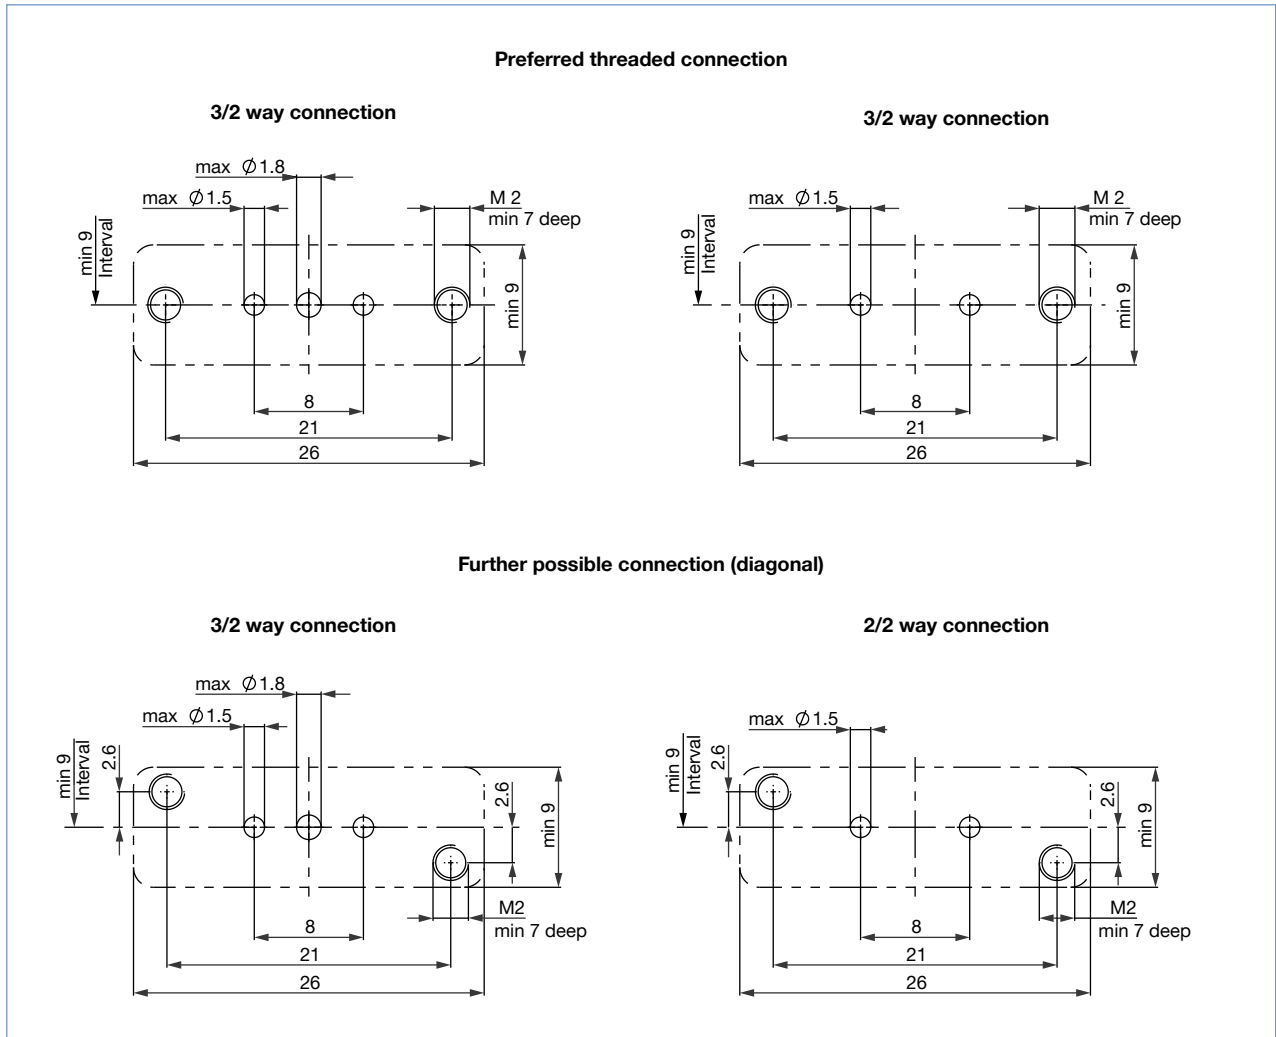 Preferred threaded connection
3/2 way connection
max Ø1.8
max Ø1.5
M 2
min 7 deep
min 9
Interval
min 9
8
21
26
3/2 way connection
max Ø1.5
M 2
min 7 deep
min 9
Interval
min 9
8
21
26
Further possible connection (diagonal)
3/2 way connection
max Ø1.8
max Ø1.5
min 9
Interval
2.6
2.6
min 9
M2
min 7 deep
8
21
26
2/2 way connection
max Ø1.5
min 9
Interval
2.6
2.6
min 9
M2
min 7 deep
8
21
26